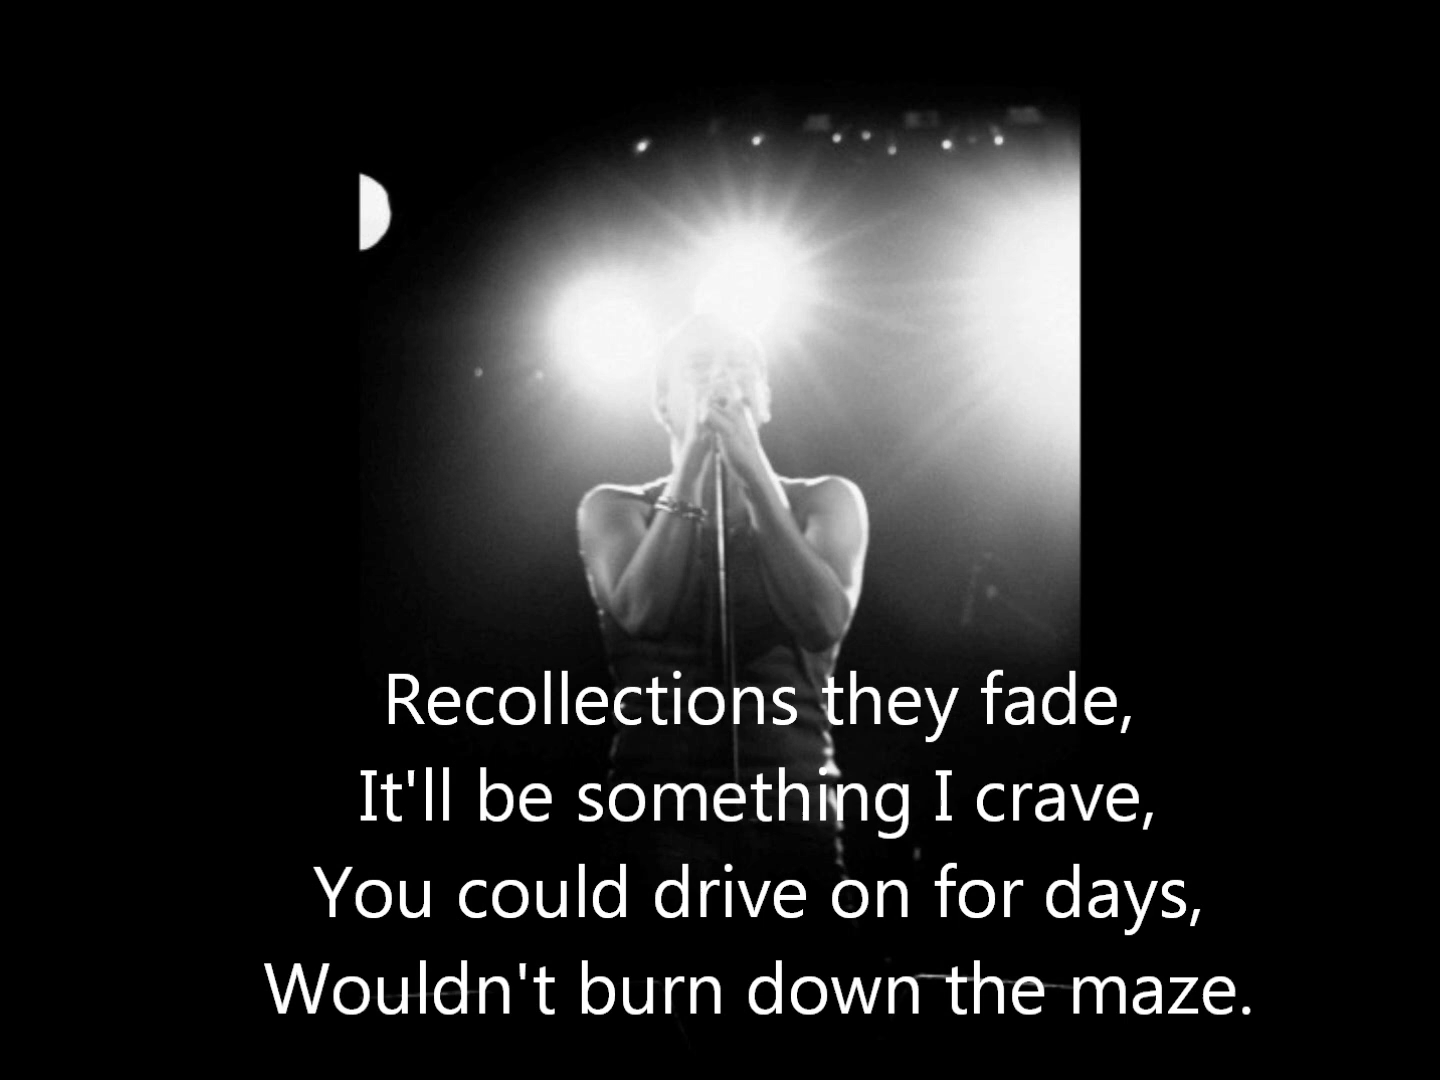 Recollections they fade,
It'll be something I crave,
You could drive on for days,
Wouldn't burn down the maze.